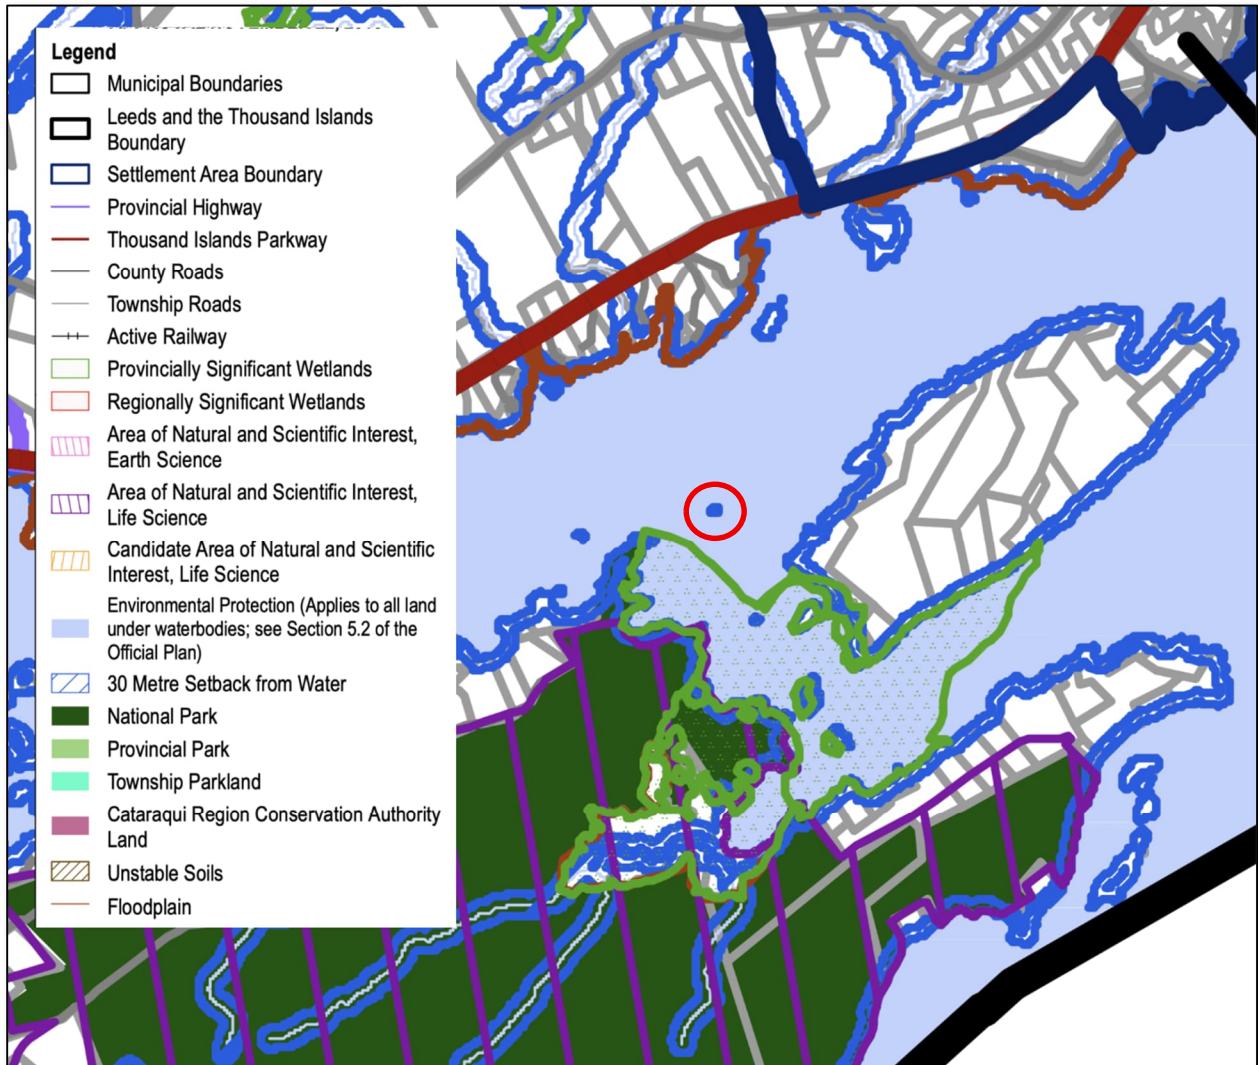 Legend
Municipal Boundaries
Leeds and the Thousand Islands
Boundary
Settlement Area Boundary
Provincial Highway
Thousand Islands Parkway
County Roads
Township Roads
Active Railway
Provincially Significant Wetlands
Regionally Significant Wetlands
Area of Natural and Scientific Interest,
Earth Science
Area of Natural and Scientific Interest,
Life Science
Candidate Area of Natural and Scientific
Interest, Life Science
Environmental Protection (Applies to all land
under waterbodies; see Section 5.2 of the
Official Plan)
30 Metre Setback from Water
National Park
Provincial Park
Township Parkland
Cataraqui Region Conservation Authority
Land
Unstable Soils
Floodplain